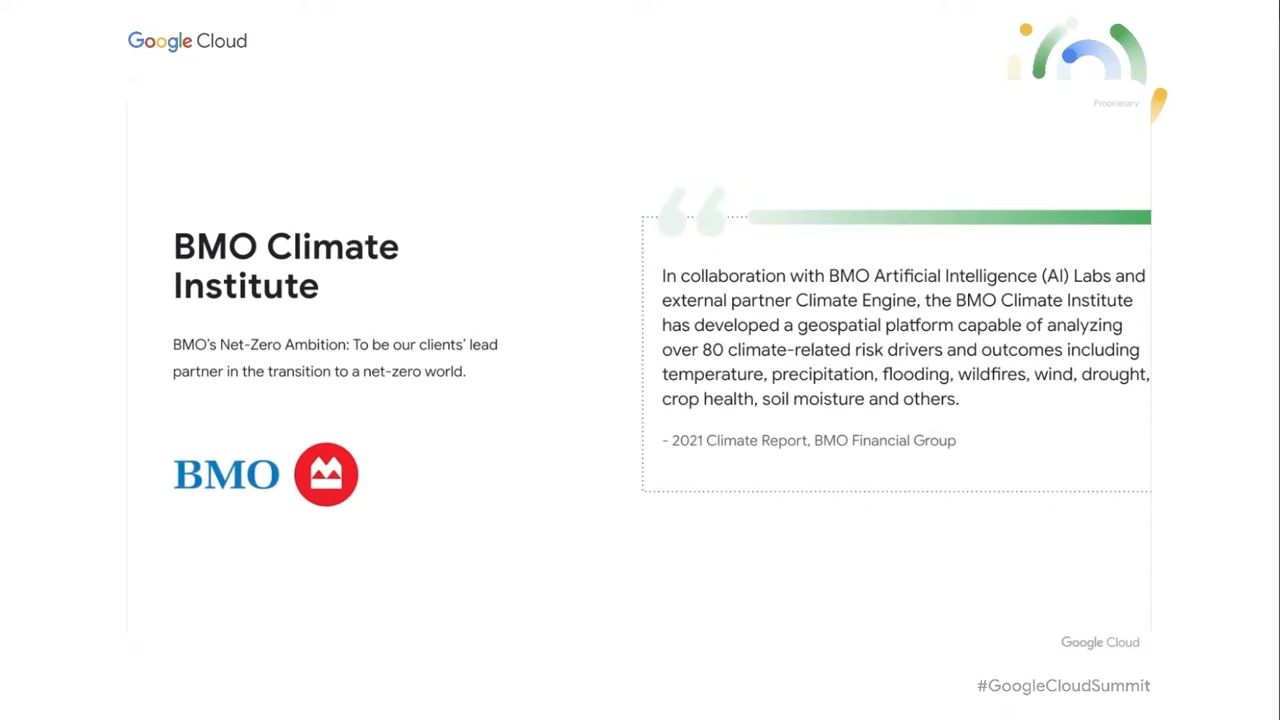 Google Cloud
Proprietary
BMO Climate
Institute
BMO's Net-Zero Ambition: To be our clients' lead
partner in the transition to a net-zero world.
BMO
In collaboration with BMO Artificial Intelligence (AI) Labs and
external partner Climate Engine, the BMO Climate Institute
has developed a geospatial platform capable of analyzing
over 80 climate-related risk drivers and outcomes including
temperature, precipitation, flooding, wildfires, wind, drought,
crop health, soil moisture and others.
- 2021 Climate Report, BMO Financial Group
Google Cloud
#GoogleCloudSummit